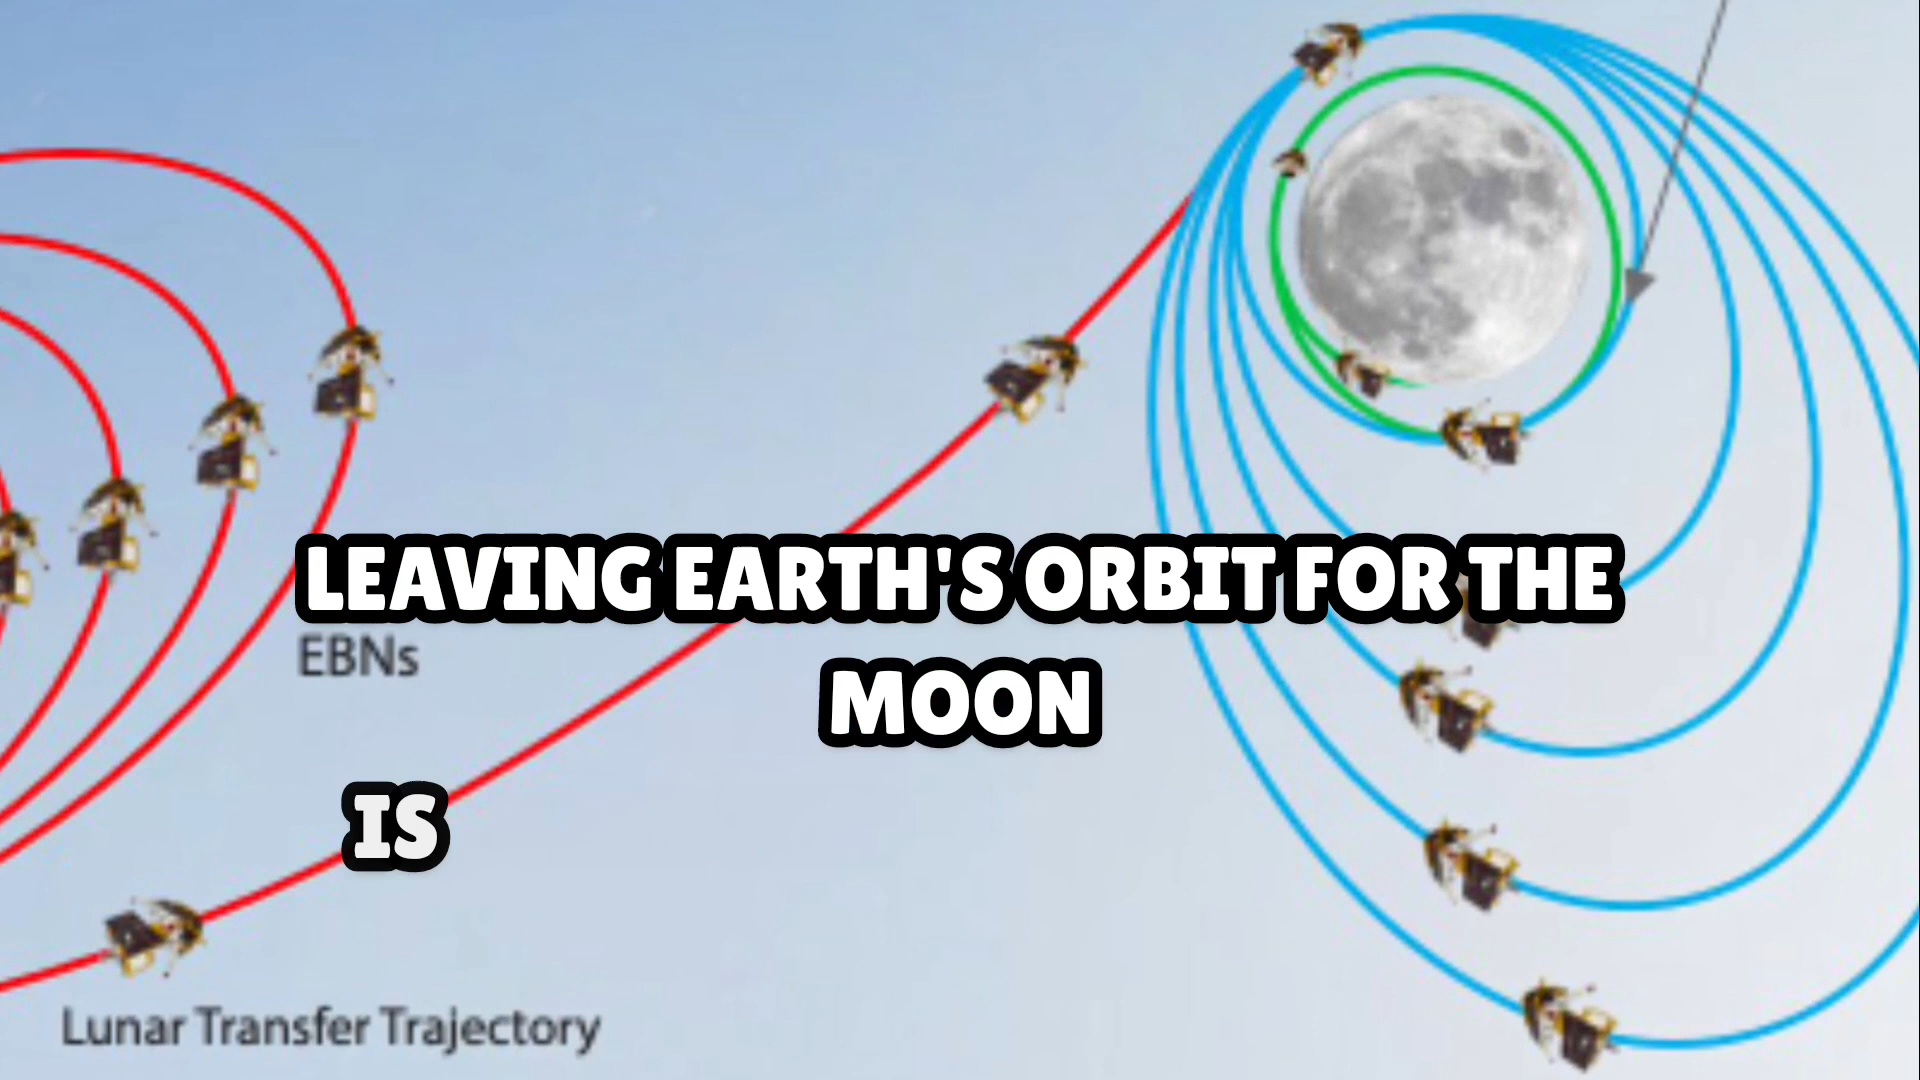 LEAVING EARTH'S ORBIT FOR THE
MOON
IS
EBNs
Lunar Transfer Trajectory